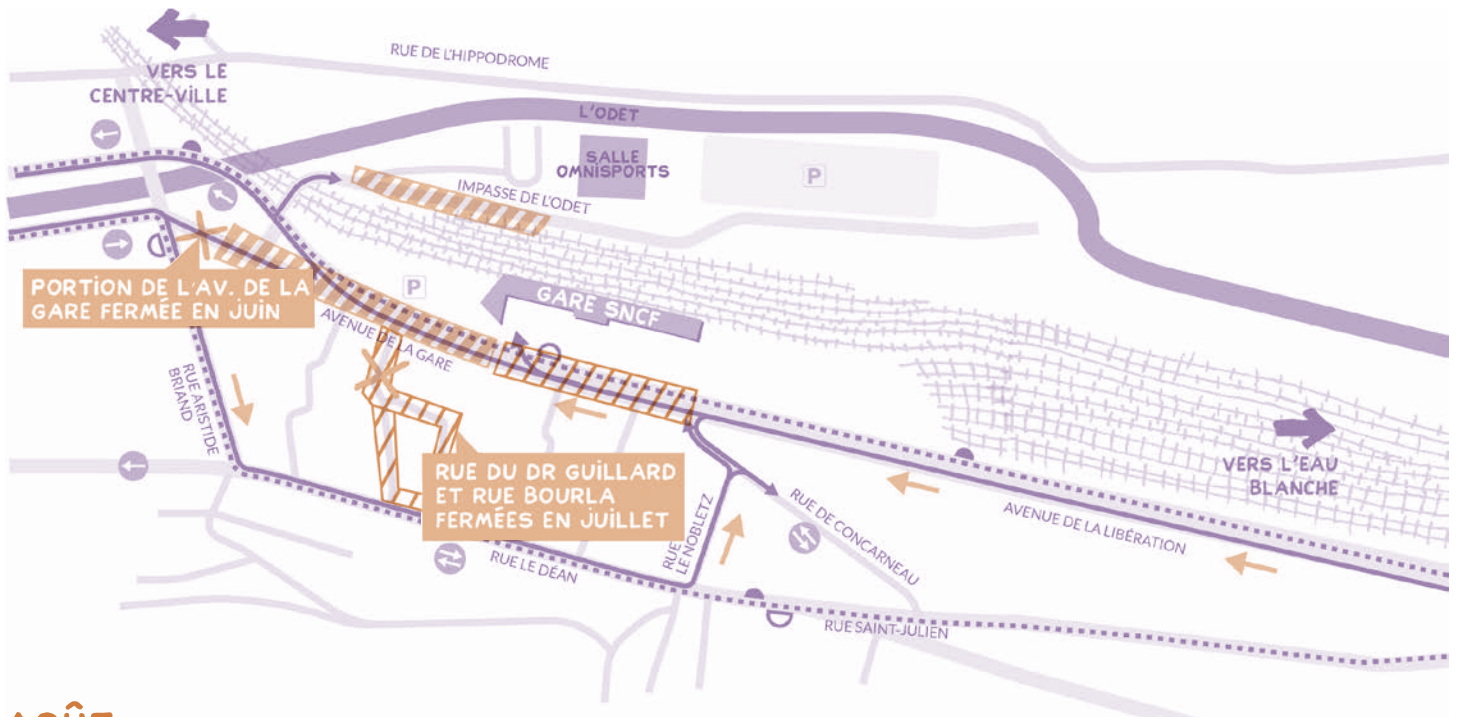 RUE DE L'HIPPODROME
VERS LE
CENTRE-VILLE
L'ODET
SALLE
OMNISPORTS
P
IMPASSE DE L'ODET
PORTION DE L'AV. DE LA
GARE FERMÉE EN JUIN
P
GARE SNCF
AVENUE DE LA GARE
RUE ARISTIDE
BRIAND
RUE DU DR GUILLARD
ET RUE BOURLA
FERMÉES EN JUILLET
VERS L'EAU
BLANCHE
RUE
LE NOBLETZ
RUE DE CONCARNEAU
AVENUE DE LA LIBÉRATION
RUE LE DÉAN
RUE SAINT-JULIEN
AOÛT